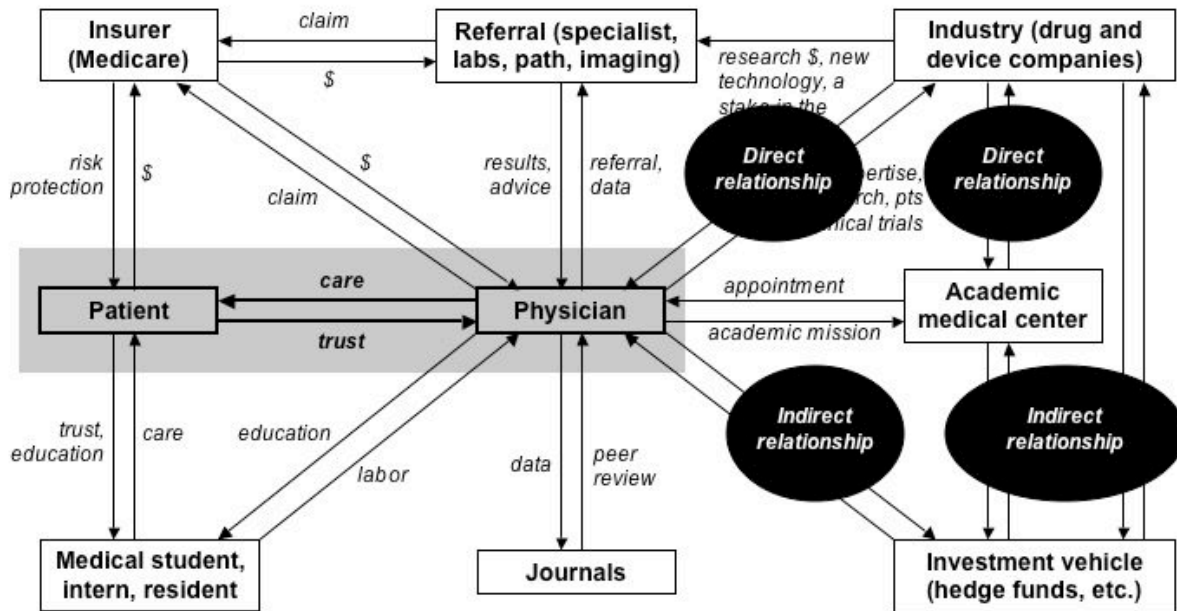 Insurer
(Medicare)
claim
$
Referral (specialist,
labs, path, imaging)
research $, new
technology, a
stake in the
Industry (drug and
device companies)
risk
protection
$
$
claim
results,
advice
referral,
data
Direct
relationship
pts
trials
Direct
relationship
Patient
care
trust
Physician
appointment
academic mission
Academic
medical center
trust,
education
care
education
labor
data
peer
review
Indirect
relationship
Indirect
relationship
Medical student,
intern, resident
Journals
Investment vehicle
(hedge funds, etc.)